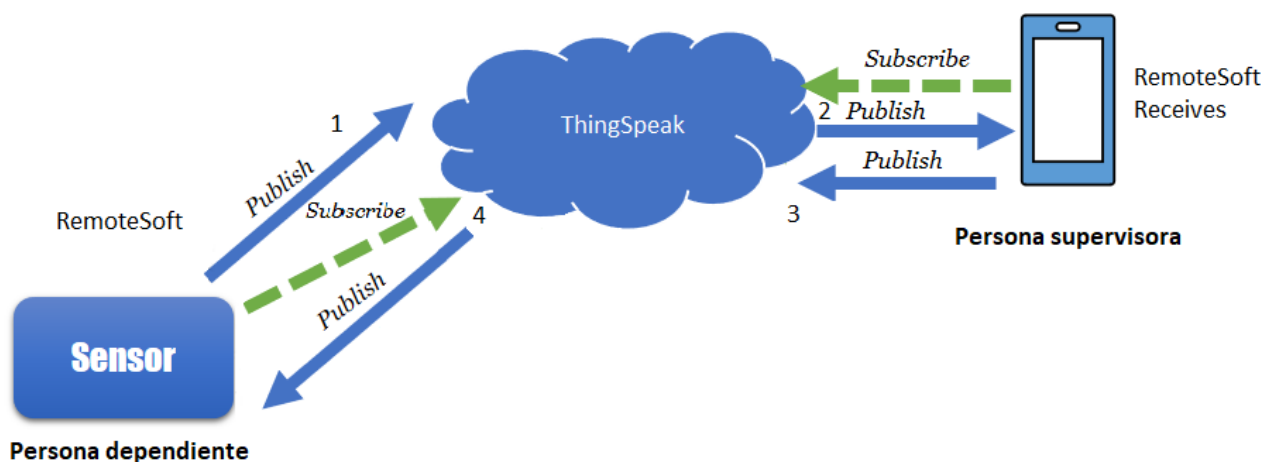 Subscribe
RemoteSoft
Receives
2 Publish
ThingSpeak
1
Publish
Publish
Subscribe
4
3
RemoteSoft
Persona supervisora
Publish
Sensor
Persona dependiente